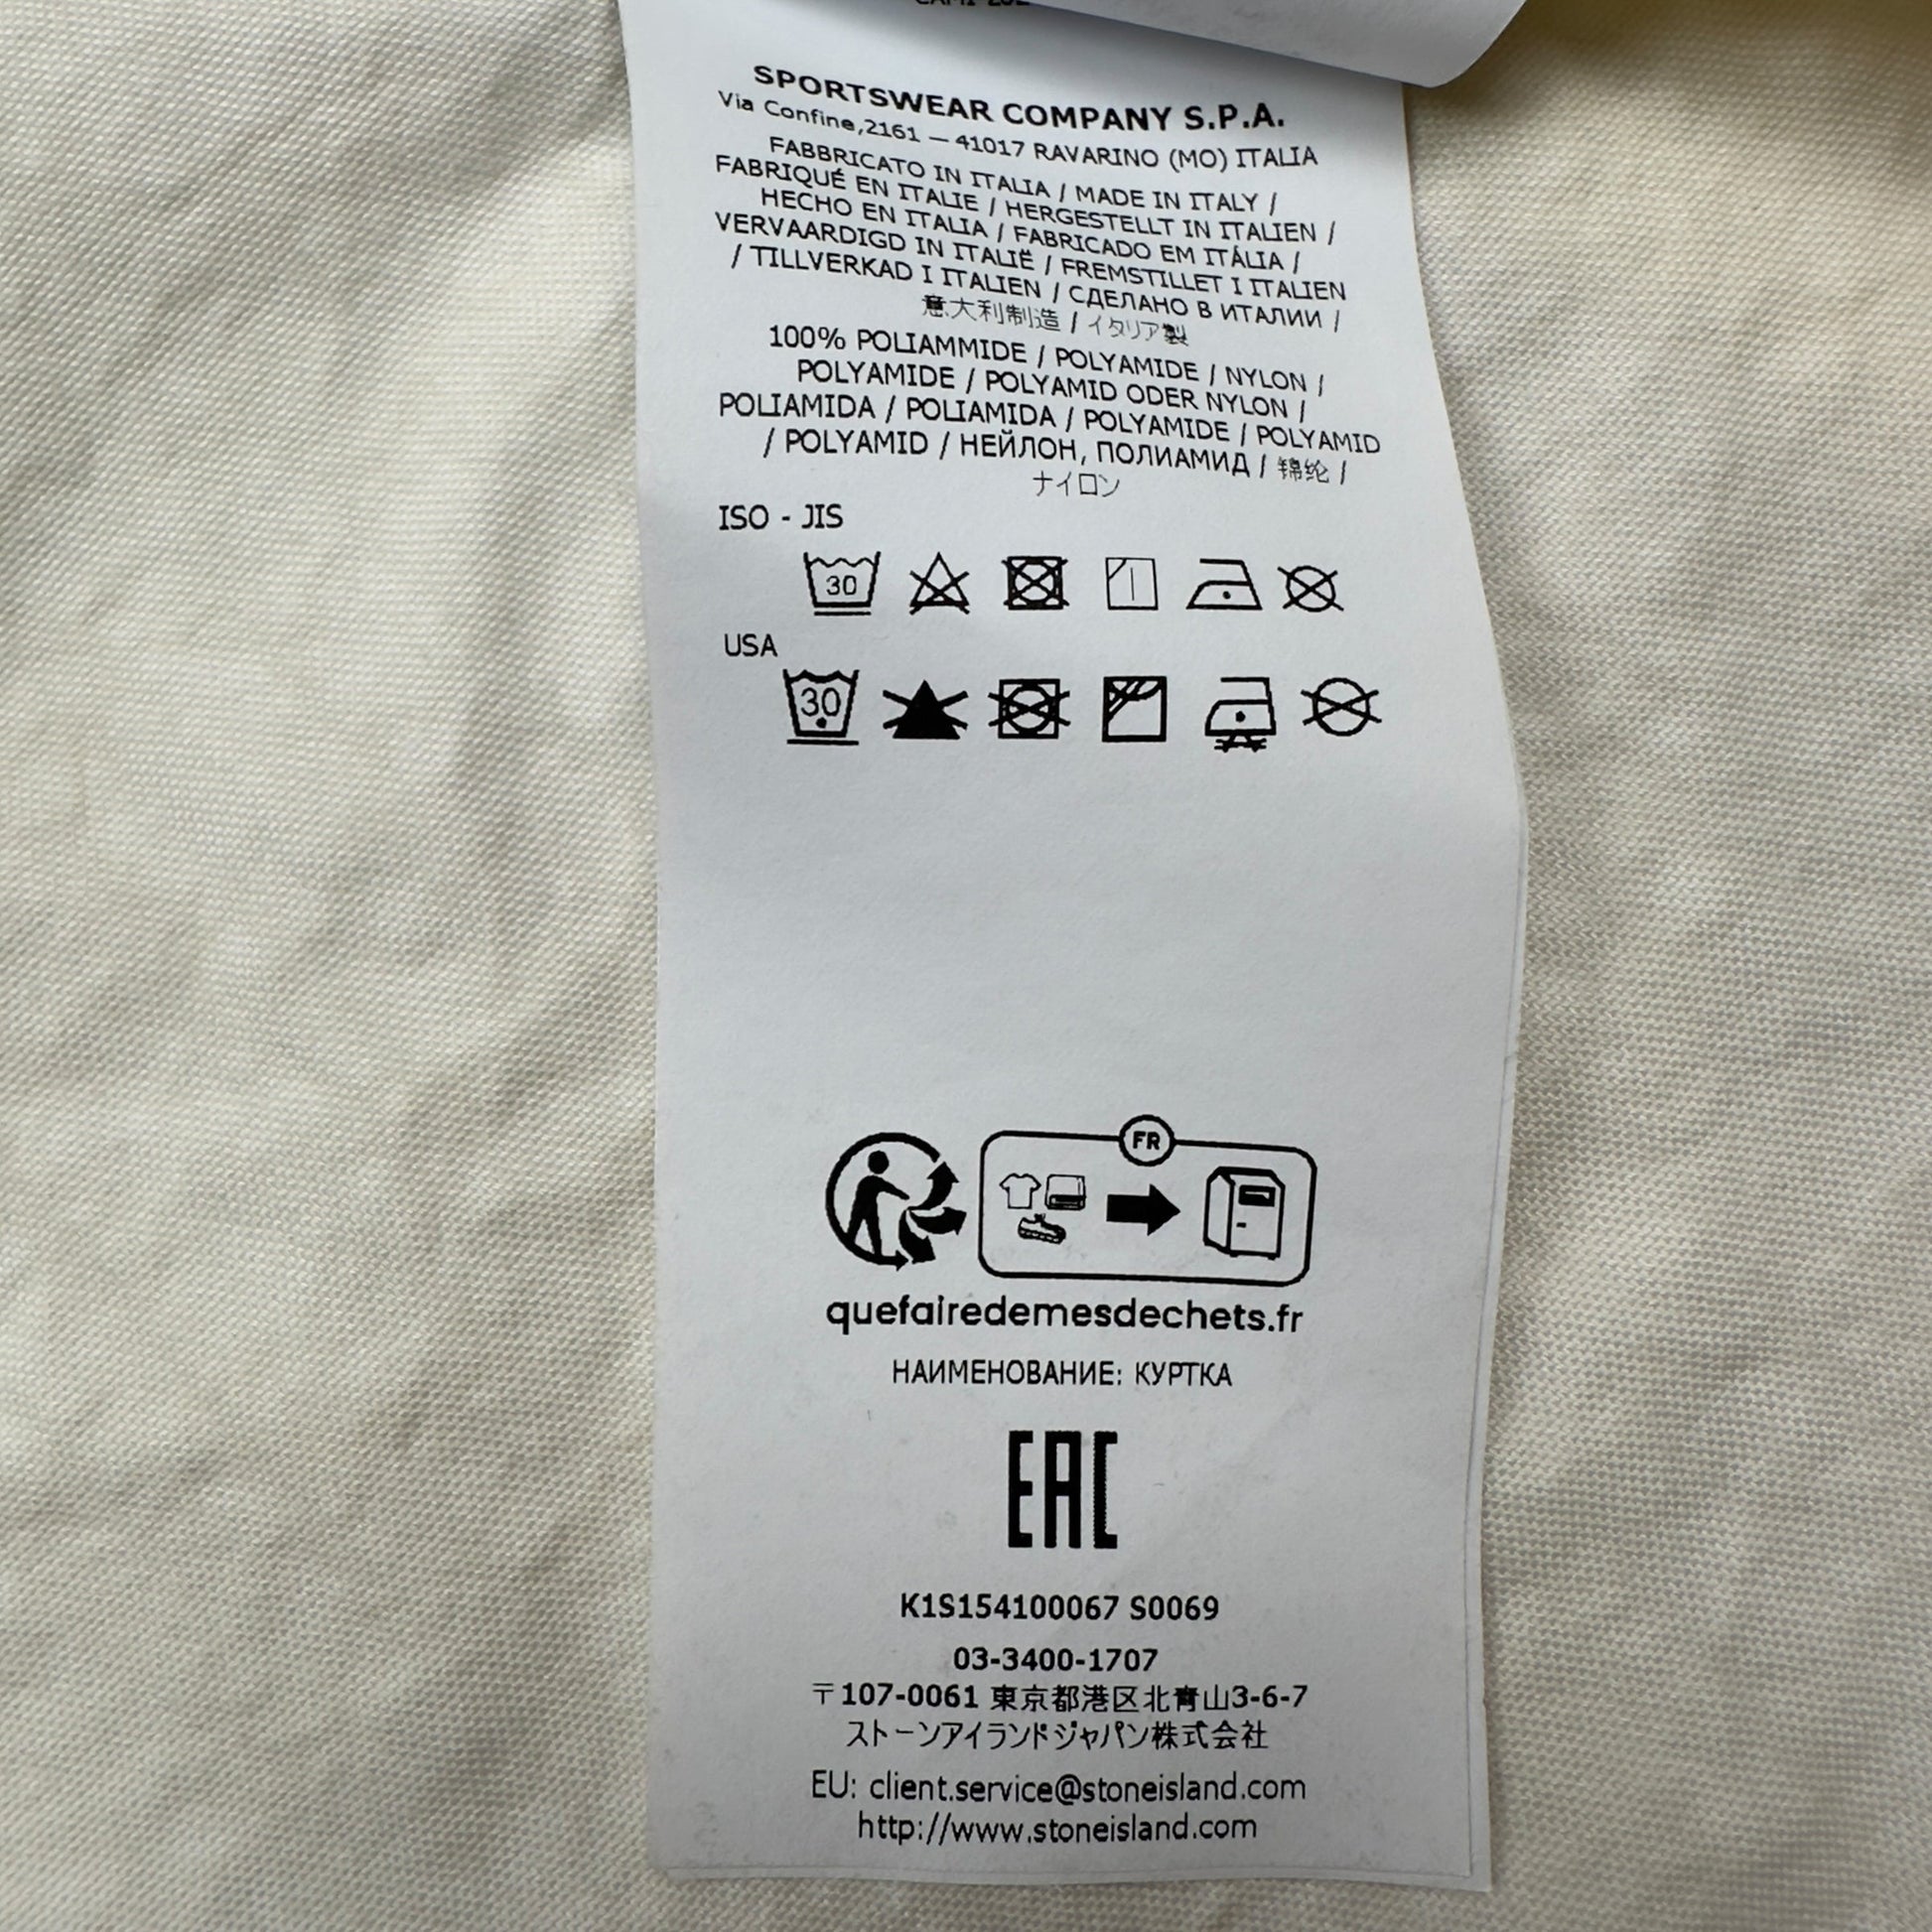 SPORTSWEAR COMPANY S.P.A.
Via Confine,2161 — 41017 RAVARINO (MO) ITALIA
FABBRICATO IN ITALIA / MADE IN ITALY /
FABRIQUÉ EN ITALIE / HERGESTELLT IN ITALIEN /
HECHO EN ITALIA / FABRICADO EM ITÁLIA /
VERVAARDIGD IN ITALIË / FREMSTILLET I ITALIEN
/ TILLVERKAD I ITALIEN / СДЕЛАНО В ИТАЛИИ /
意大利制造 / イタリア製
100% POLIAMMIDE / POLYAMIDE / NYLON /
POLYAMIDE / POLYAMID ODER NYLON /
POLIAMIDA / POLIAMIDA / POLYAMIDE / POLYAMID
/ POLYAMID / НЕЙЛОН, ПОЛИАМИД / 锦纶 /
ナイロン
ISO - JIS
30
USA
30
FR
quefairedemesdechets.fr
НАИМЕНОВАНИЕ: КУРТКА
EAC
K1S154100067 S0069
03-3400-1707
〒107-0061 東京都港区北青山3-6-7
ストーンアイランドジャパン株式会社
EU: client.service@stoneisland.com
http://www.stoneisland.com